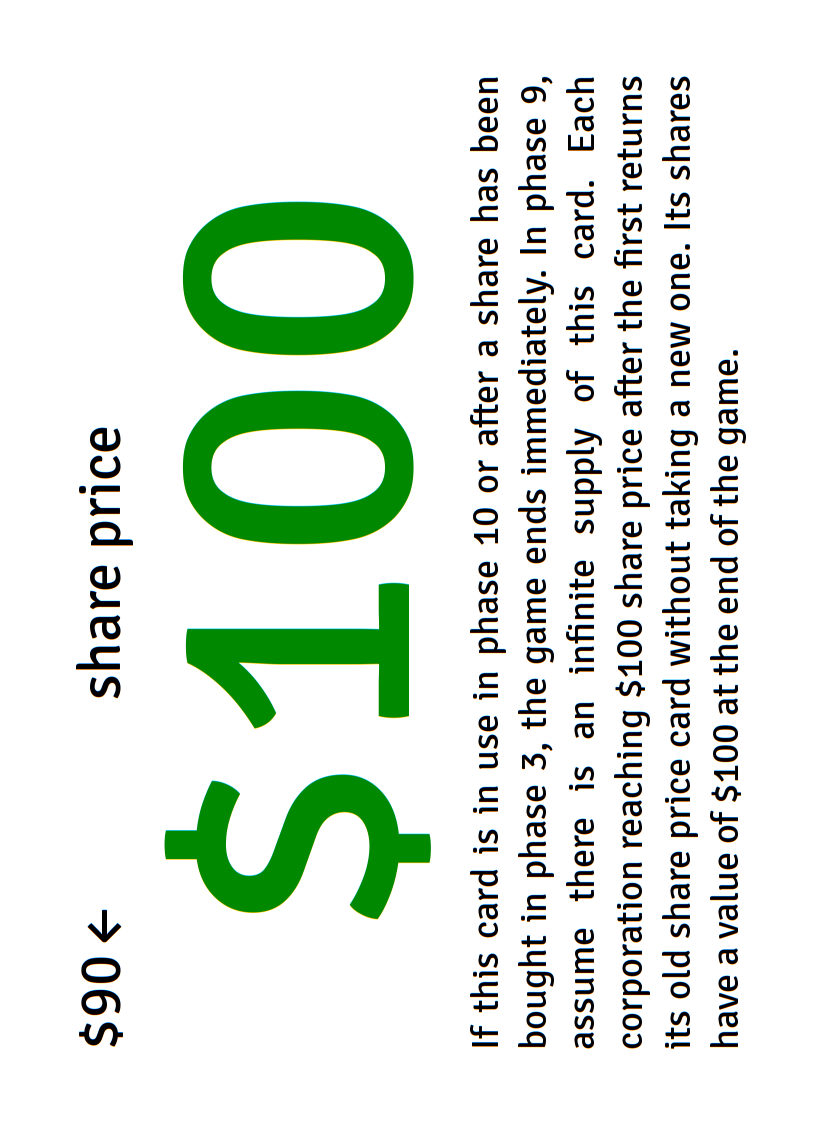 $90 ← share price
$100
If this card is in use in phase 10 or after a share has been
bought in phase 3, the game ends immediately. In phase 9,
assume there is an infinite supply of this card. Each
corporation reaching $100 share price after the first returns
its old share price card without taking a new one. Its shares
have a value of $100 at the end of the game.